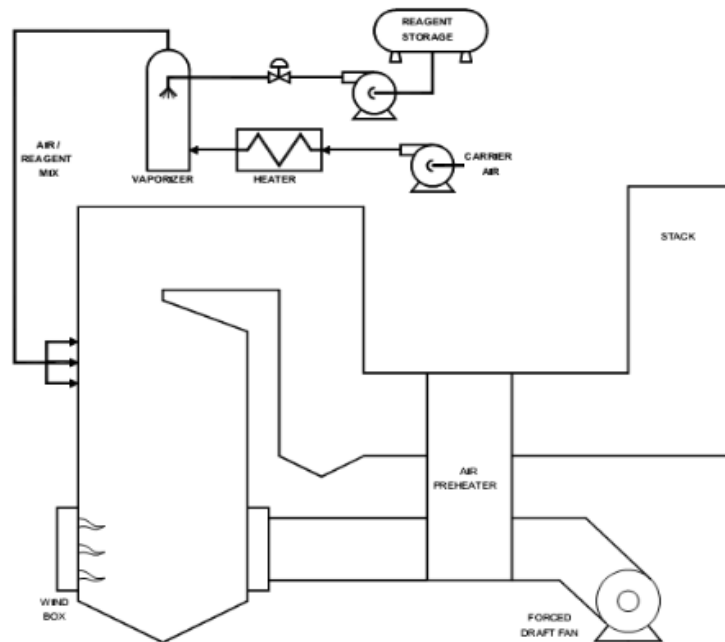 REAGENT
STORAGE
AIR /
REAGENT
MIX
VAPORIZER
HEATER
CARRIER
AIR
STACK
AIR
PREHEATER
WIND
BOX
FORCED
DRAFT FAN